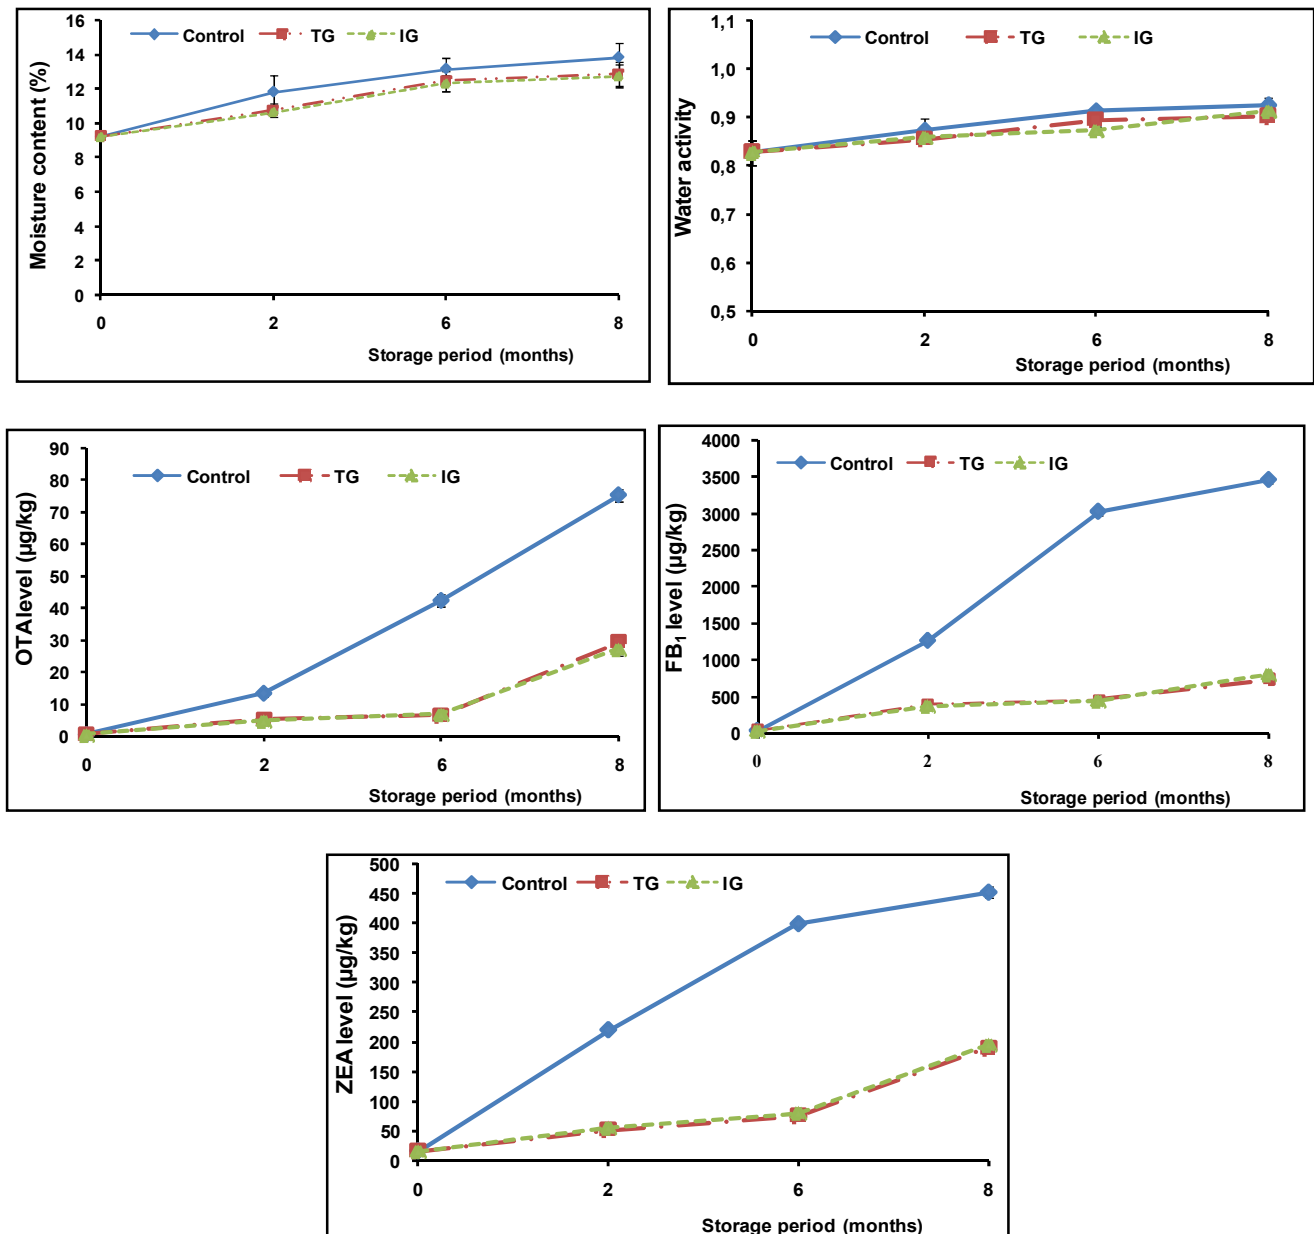 Moisture content (%)
Control TG IG
16
14
12
10
8
6
4
2
0
0 2 6 8
Storage period (months)
Water activity
Control TG IG
1,1
1,0
0,9
0,8
0,7
0,6
0,5
0 2 6 8
Storage period (months)
OTA level (µg/kg)
Control TG IG
90
80
70
60
50
40
30
20
10
0
0 2 6 8
Storage period (months)
FB₁ level (µg/kg)
Control TG IG
4000
3500
3000
2500
2000
1500
1000
500
0
0 2 6 8
Storage period (months)
ZEA level (µg/kg)
Control TG IG
500
450
400
350
300
250
200
150
100
50
0
0 2 6 8
Storage period (months)